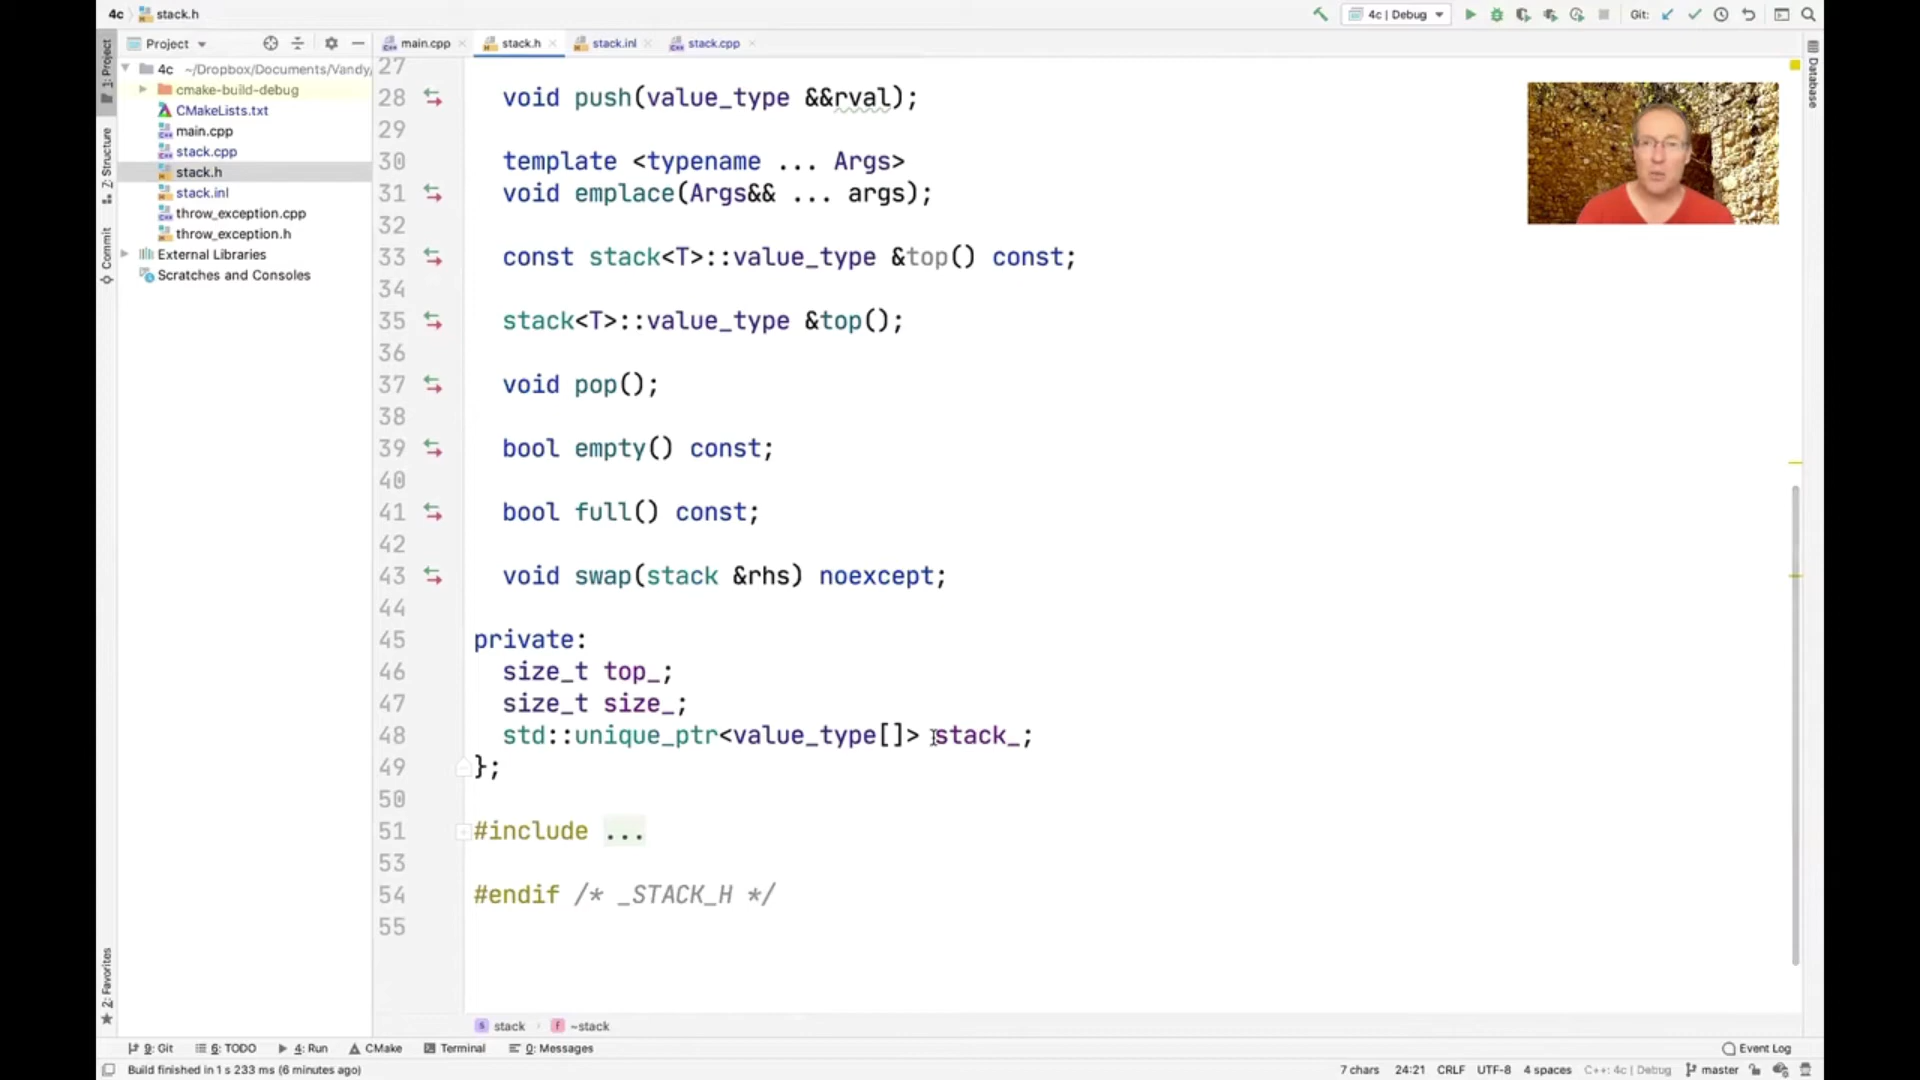 4c
stack.h
4c | Debug
Git:
1: Project
Project
main.cpp
stack.h
stack.inl
stack.cpp
Database
4c ~/Dropbox/Documents/Vandy/
cmake-build-debug
CMakeLists.txt
main.cpp
stack.cpp
stack.h
stack.inl
throw_exception.cpp
throw_exception.h
External Libraries
Scratches and Consoles
Z: Structure
Commit
2: Favorites
27
28 void push(value_type &&rval);
29
30 template <typename ... Args>
31 void emplace(Args&& ... args);
32
33 const stack<T>::value_type &top() const;
34
35 stack<T>::value_type &top();
36
37 void pop();
38
39 bool empty() const;
40
41 bool full() const;
42
43 void swap(stack &rhs) noexcept;
44
45 private:
46 size_t top_;
47 size_t size_;
48 std::unique_ptr<value_type[]> stack_;
49 };
50
51 #include ...
53
54 #endif /* _STACK_H */
55
s stack f ~stack
9: Git
6: TODO
4: Run
CMake
Terminal
0: Messages
Event Log
Build finished in 1 s 233 ms (6 minutes ago)
7 chars
24:21
CRLF
UTF-8
4 spaces
C++: 4c | Debug
master